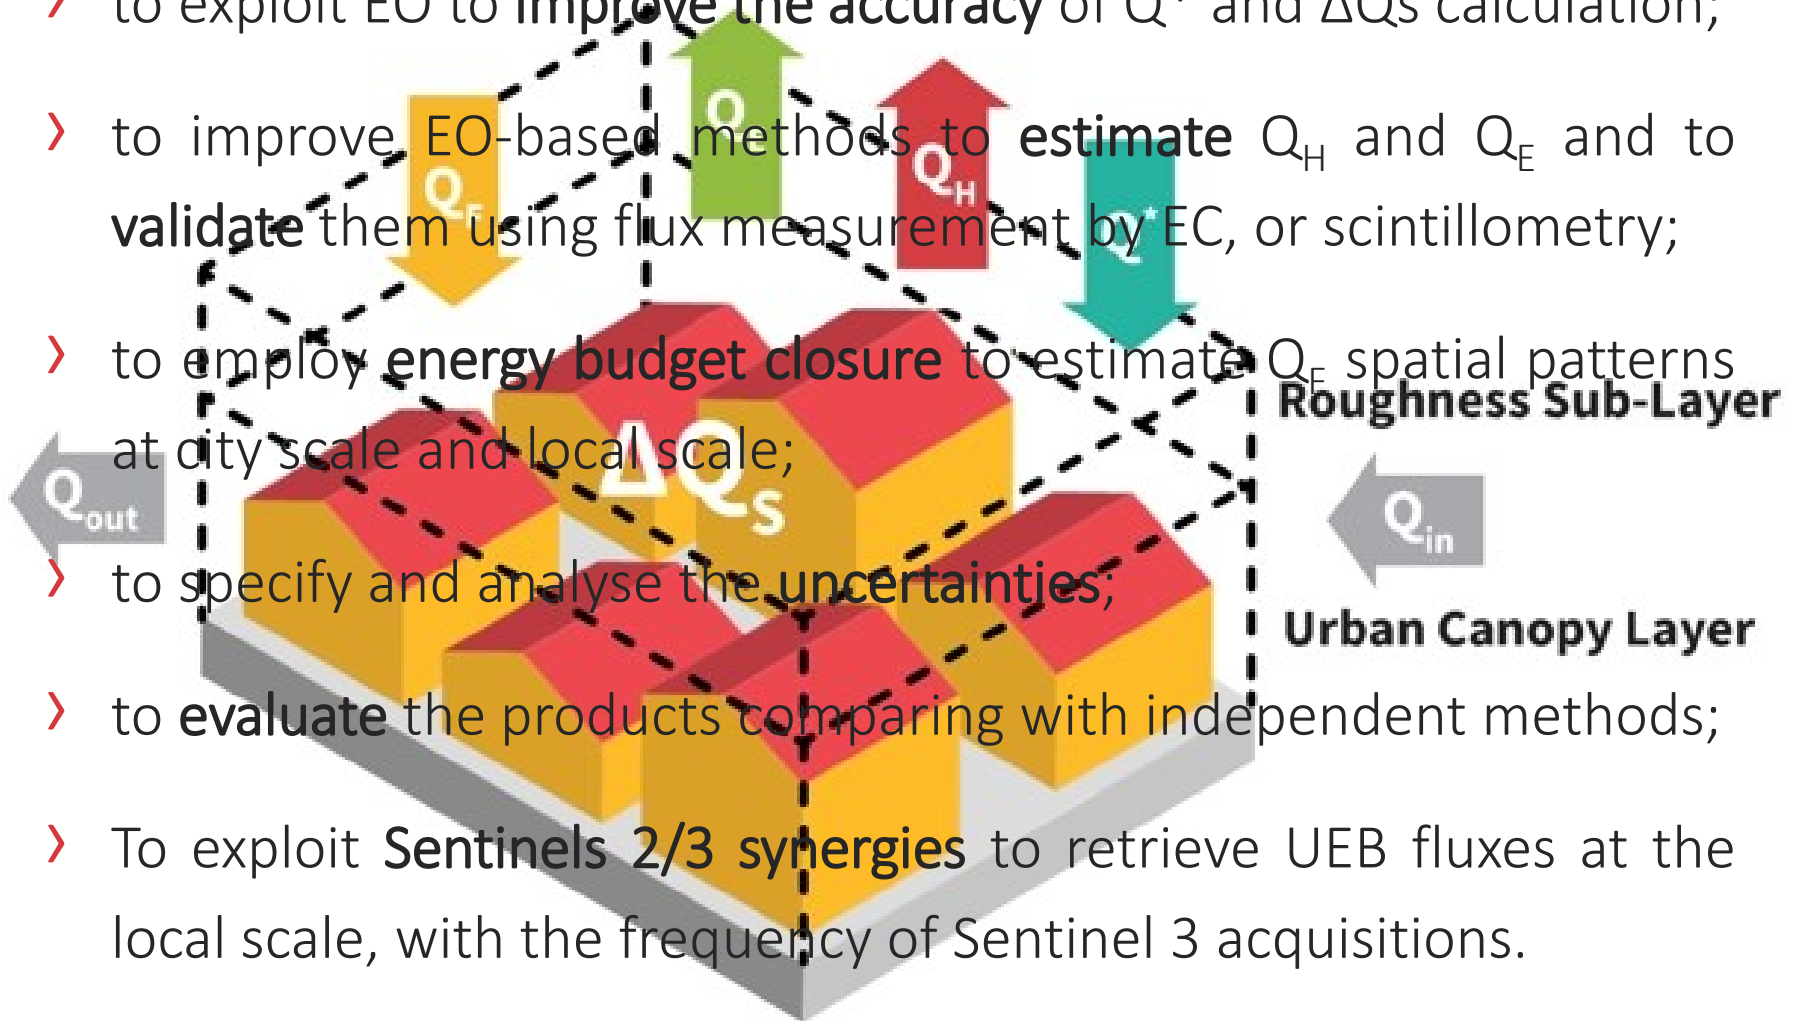 › to exploit EO to improve the accuracy of Q* and ΔQs calculation;
› to improve EO-based methods to estimate QH and QE and to
validate them using flux measurement by EC, or scintillometry;
› to employ energy budget closure to estimate QF spatial patterns
at city scale and local scale;
› to specify and analyse the uncertainties;
› to evaluate the products comparing with independent methods;
› To exploit Sentinels 2/3 synergies to retrieve UEB fluxes at the
local scale, with the frequency of Sentinel 3 acquisitions.
QF
Q
QH
Q*
ΔQS
Qout
Qin
Roughness Sub-Layer
Urban Canopy Layer